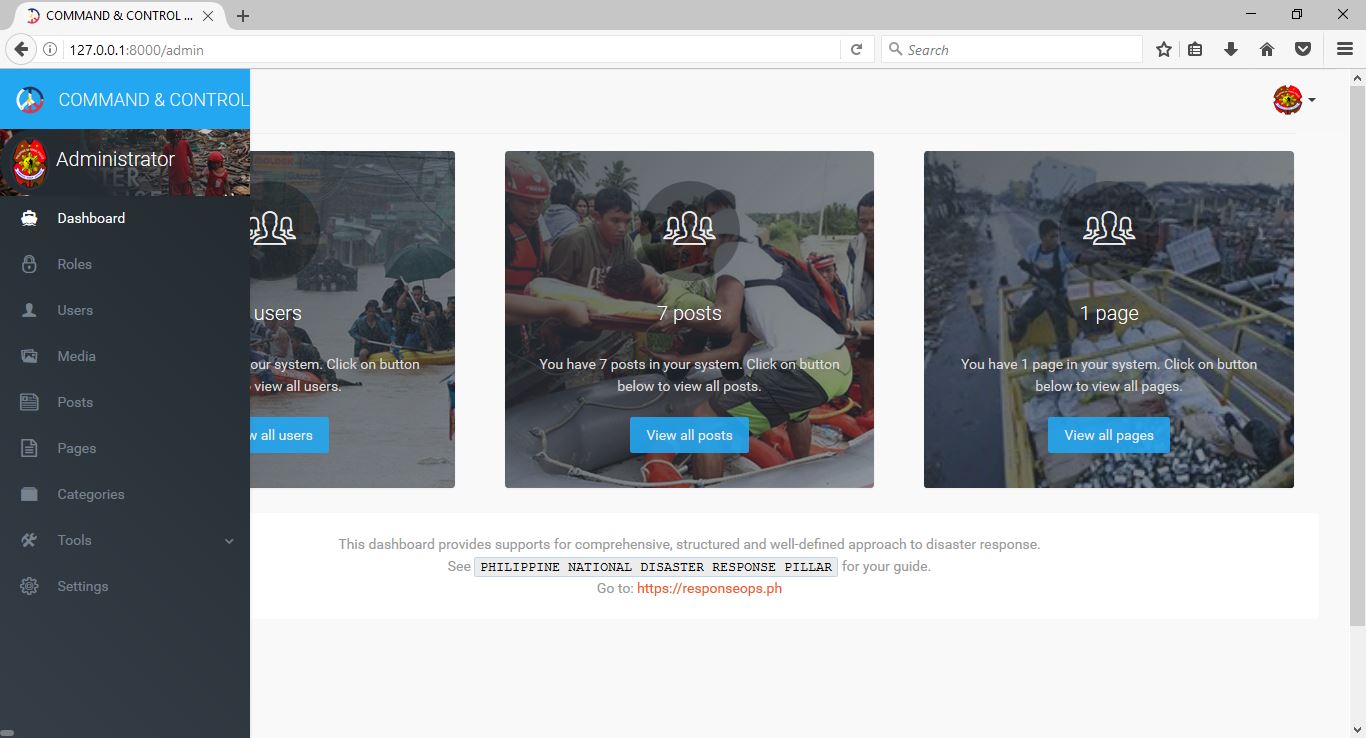 COMMAND & CONTROL ...
127.0.0.1:8000/admin
Search
COMMAND & CONTROL
Administrator
Dashboard
Roles
Users
Media
Posts
Pages
Categories
Tools
Settings
users
our system. Click on button
view all users.
all users
7 posts
You have 7 posts in your system. Click on button
below to view all posts.
View all posts
1 page
You have 1 page in your system. Click on button
below to view all pages.
View all pages
This dashboard provides supports for comprehensive, structured and well-defined approach to disaster response.
See PHILIPPINE NATIONAL DISASTER RESPONSE PILLAR for your guide.
Go to: https://responseops.ph